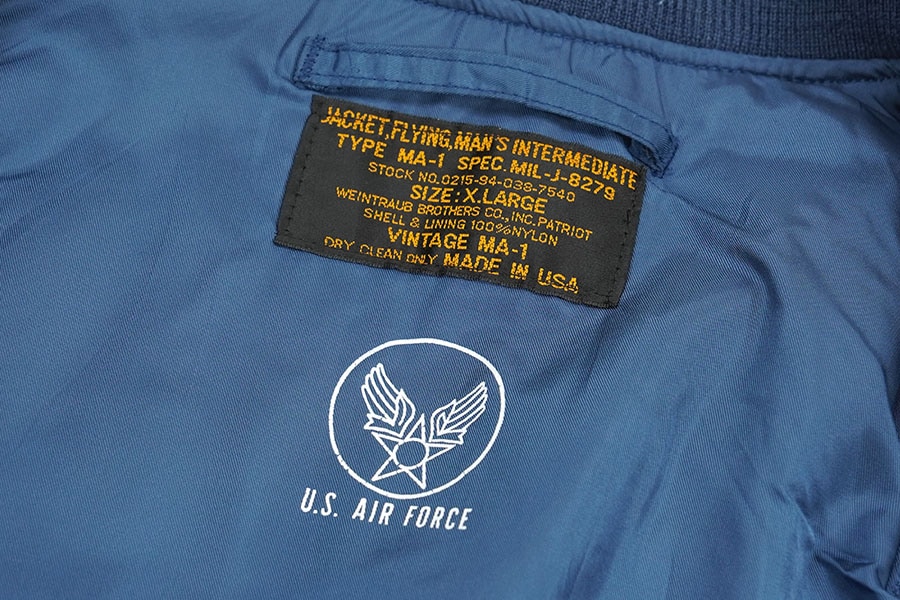 JACKET,FLYING,MAN'S INTERMEDIATE
TYPE MA-1 SPEC.MIL-J-8279
STOCK NO.0215-94-038-7540
SIZE:X.LARGE
WEINTRAUB BROTHERS CO.,INC.PATRIOT
SHELL & LINING 100%NYLON
VINTAGE MA-1
DRY CLEAN ONLY MADE IN USA
U.S. AIR FORCE